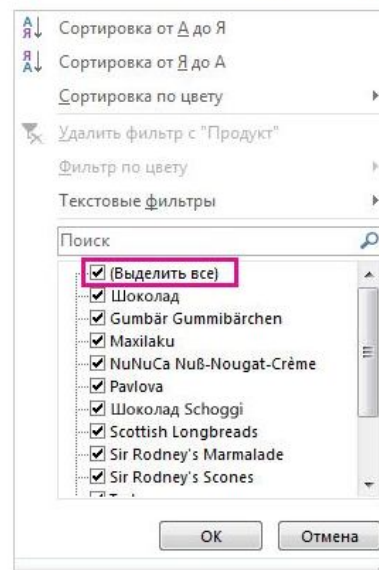 Сортировка от А до Я
Сортировка от Я до А
Сортировка по цвету
Удалить фильтр с "Продукт"
Фильтр по цвету
Текстовые фильтры
Поиск
(Выделить все)
Шоколад
Gumbär Gummibärchen
Maxilaku
NuNuCa Nuß-Nougat-Crème
Pavlova
Шоколад Schoggi
Scottish Longbreads
Sir Rodney's Marmalade
Sir Rodney's Scones
ОК Отмена